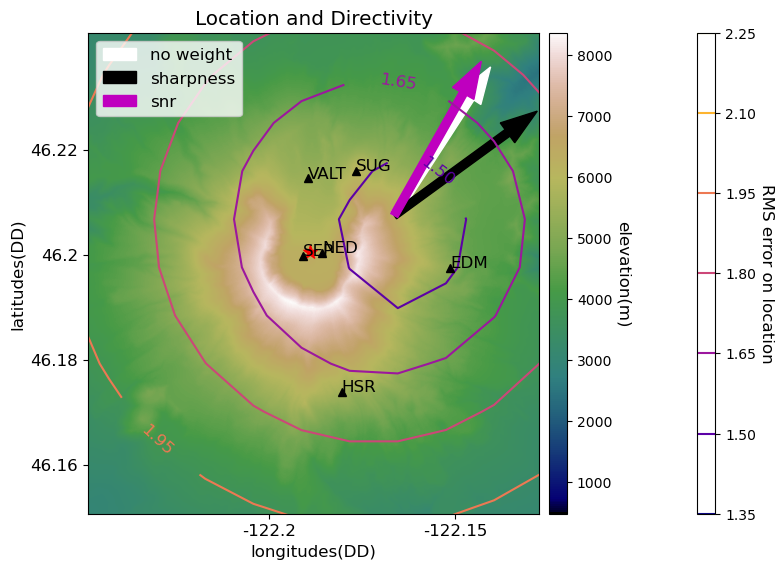 Location and Directivity
no weight
sharpness
snr
1.65
1.50
VALT
SUG
SEP
NED
EDM
HSR
1.95
46.22
46.2
46.18
46.16
latitudes(DD)
-122.2
-122.15
longitudes(DD)
8000
7000
6000
5000
4000
3000
2000
1000
elevation(m)
2.25
2.10
1.95
1.80
1.65
1.50
1.35
RMS error on location